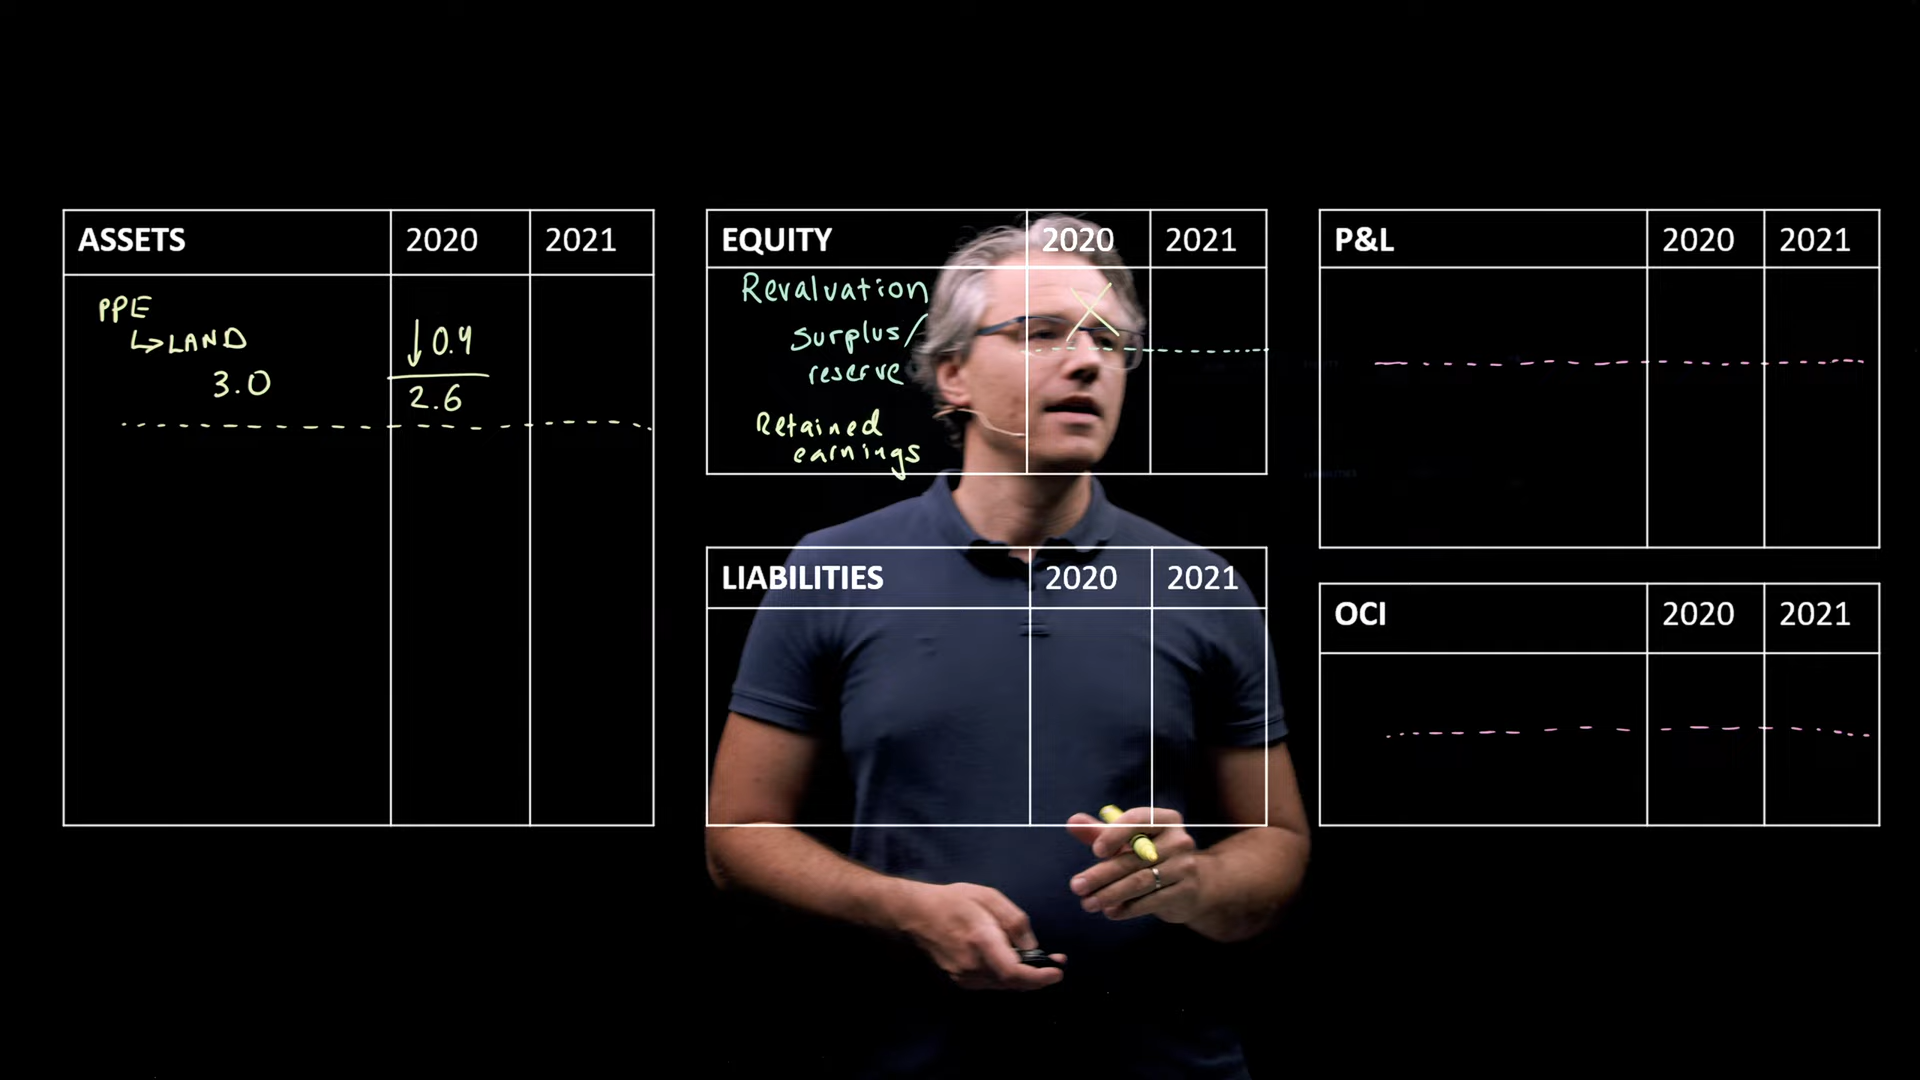 ASSETS 2020 2021
PPE
↳LAND
3.0
↓0.4
2.6
EQUITY 2020 2021
Revaluation
surplus/
reserve
X
Retained
earnings
LIABILITIES 2020 2021
P&L 2020 2021
OCI 2020 2021